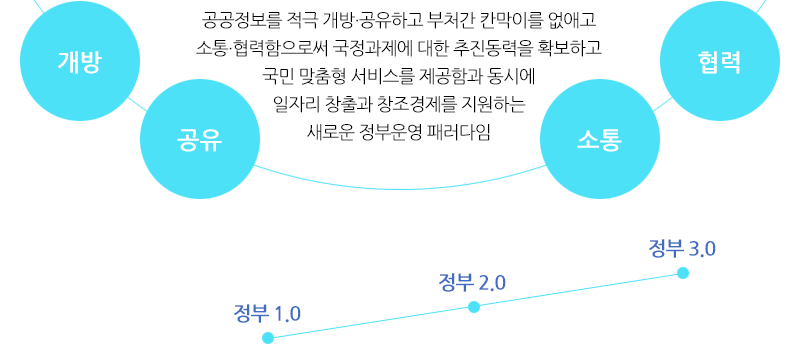 공공정보를 적극 개방·공유하고 부처간 칸막이를 없애고
소통·협력함으로써 국정과제에 대한 추진동력을 확보하고
국민 맞춤형 서비스를 제공함과 동시에
일자리 창출과 창조경제를 지원하는
새로운 정부운영 패러다임
개방
공유
소통
협력
정부 1.0
정부 2.0
정부 3.0